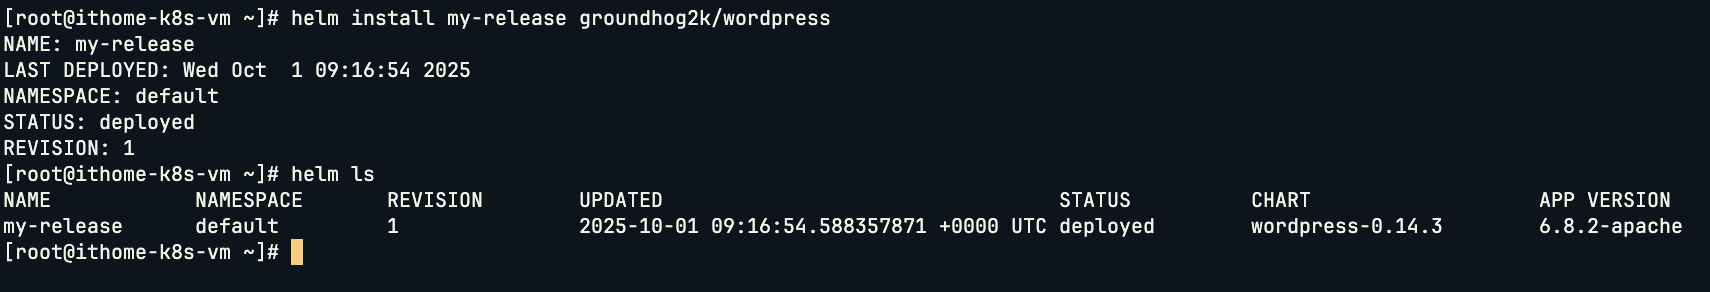 [root@ithome-k8s-vm ~]# helm install my-release groundhog2k/wordpress
NAME: my-release
LAST DEPLOYED: Wed Oct  1 09:16:54 2025
NAMESPACE: default
STATUS: deployed
REVISION: 1
[root@ithome-k8s-vm ~]# helm ls
NAME            NAMESPACE       REVISION        UPDATED                                 STATUS          CHART                   APP VERSION
my-release      default         1               2025-10-01 09:16:54.588357871 +0000 UTC deployed        wordpress-0.14.3        6.8.2-apache
[root@ithome-k8s-vm ~]#